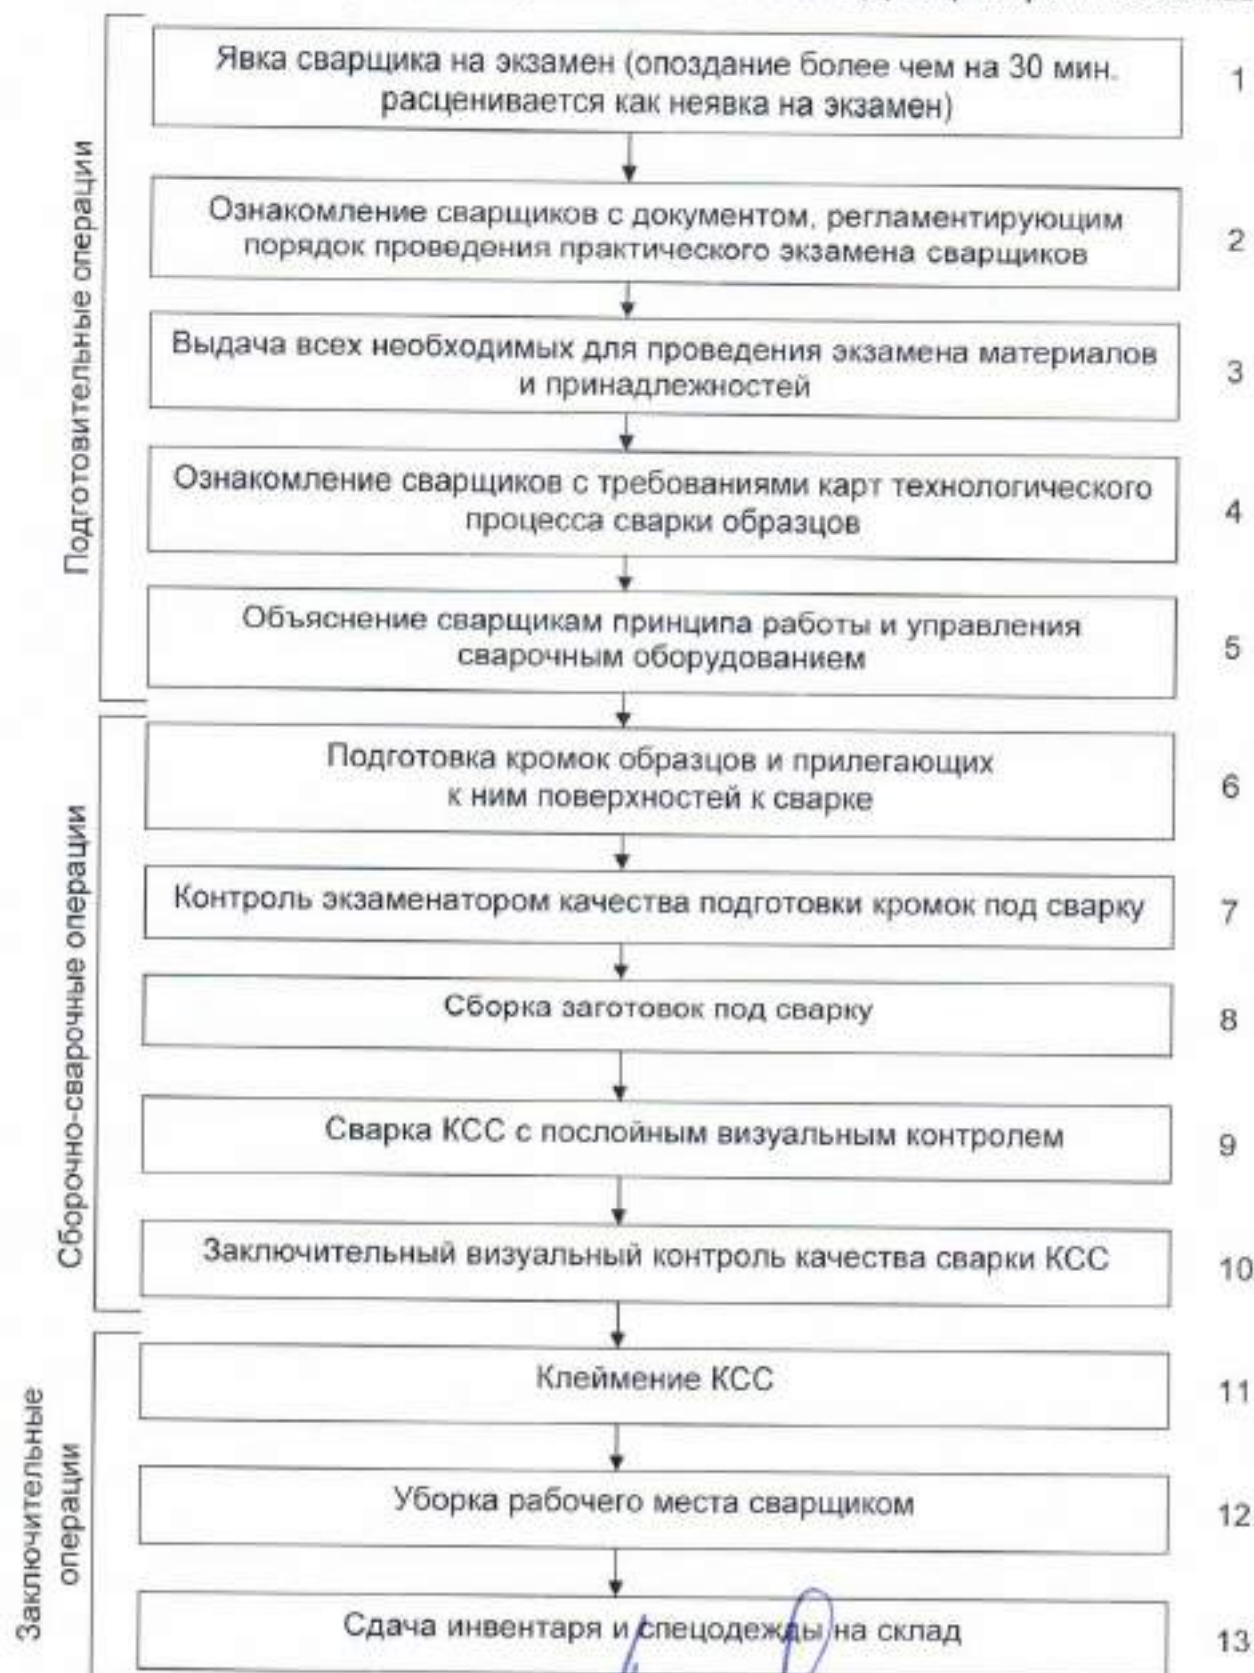 Подготовительные операции
Явка сварщика на экзамен (опоздание более чем на 30 мин.
расценивается как неявка на экзамен)
1
Ознакомление сварщиков с документом, регламентирующим
порядок проведения практического экзамена сварщиков
2
Выдача всех необходимых для проведения экзамена материалов
и принадлежностей
3
Ознакомление сварщиков с требованиями карт технологического
процесса сварки образцов
4
Объяснение сварщикам принципа работы и управления
сварочным оборудованием
5
Сборочно-сварочные операции
Подготовка кромок образцов и прилегающих
к ним поверхностей к сварке
6
Контроль экзаменатором качества подготовки кромок под сварку
7
Сборка заготовок под сварку
8
Сварка КСС с послойным визуальным контролем
9
Заключительный визуальный контроль качества сварки КСС
10
Заключительные
операции
Клеймение КСС
11
Уборка рабочего места сварщиком
12
Сдача инвентаря и спецодежды на склад
13